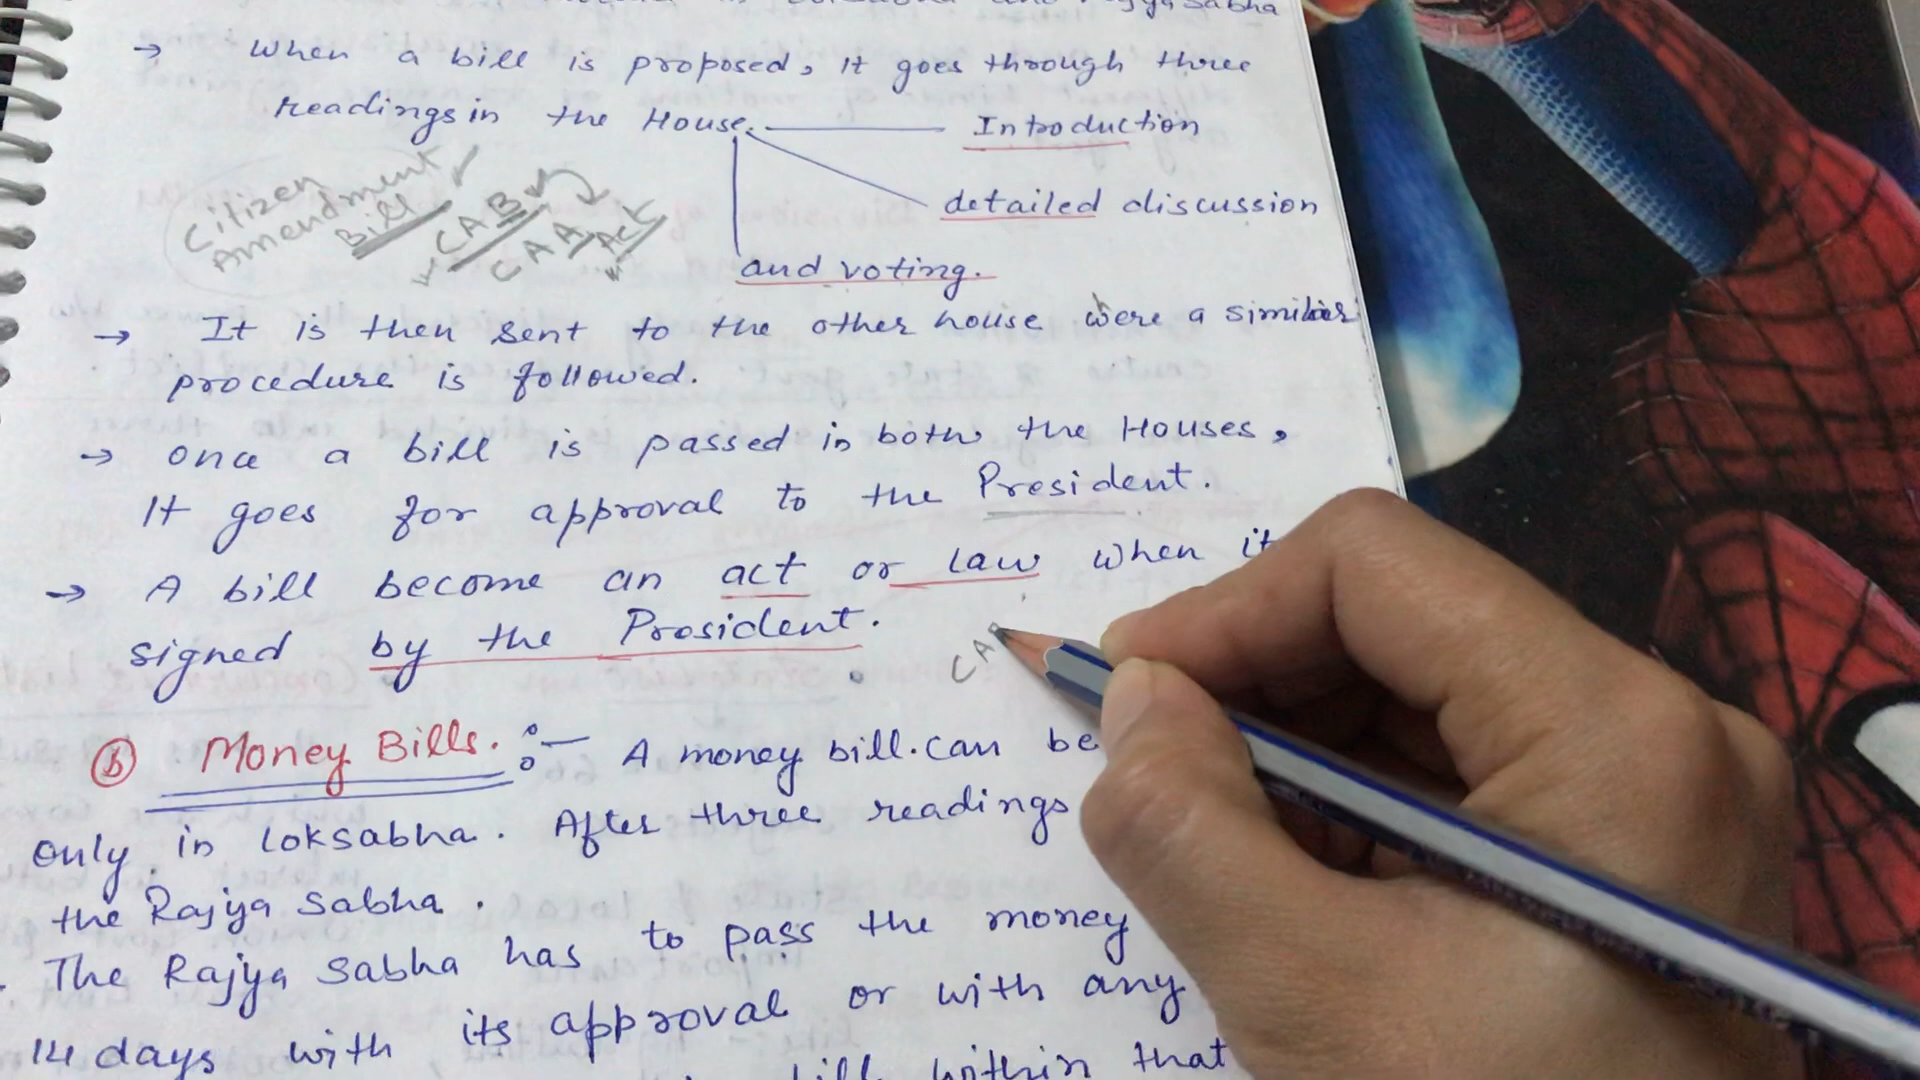 → When a bill is proposed, It goes through three
readings in the House. Introduction
detailed discussion
and voting.
Citizen
Amendment
Bill
CAB
CAA
Act
→ It is then sent to the other house where a similar
procedure is followed.
→ Once a bill is passed in both the Houses,
It goes for approval to the President.
→ A bill become an act or law when it
signed by the President.
CA
(b) Money Bills. :- A money bill. can be
only in loksabha. After three readings
the Rajya Sabha.
The Rajya Sabha has to pass the money
14 days with its approval or with any
bill within that